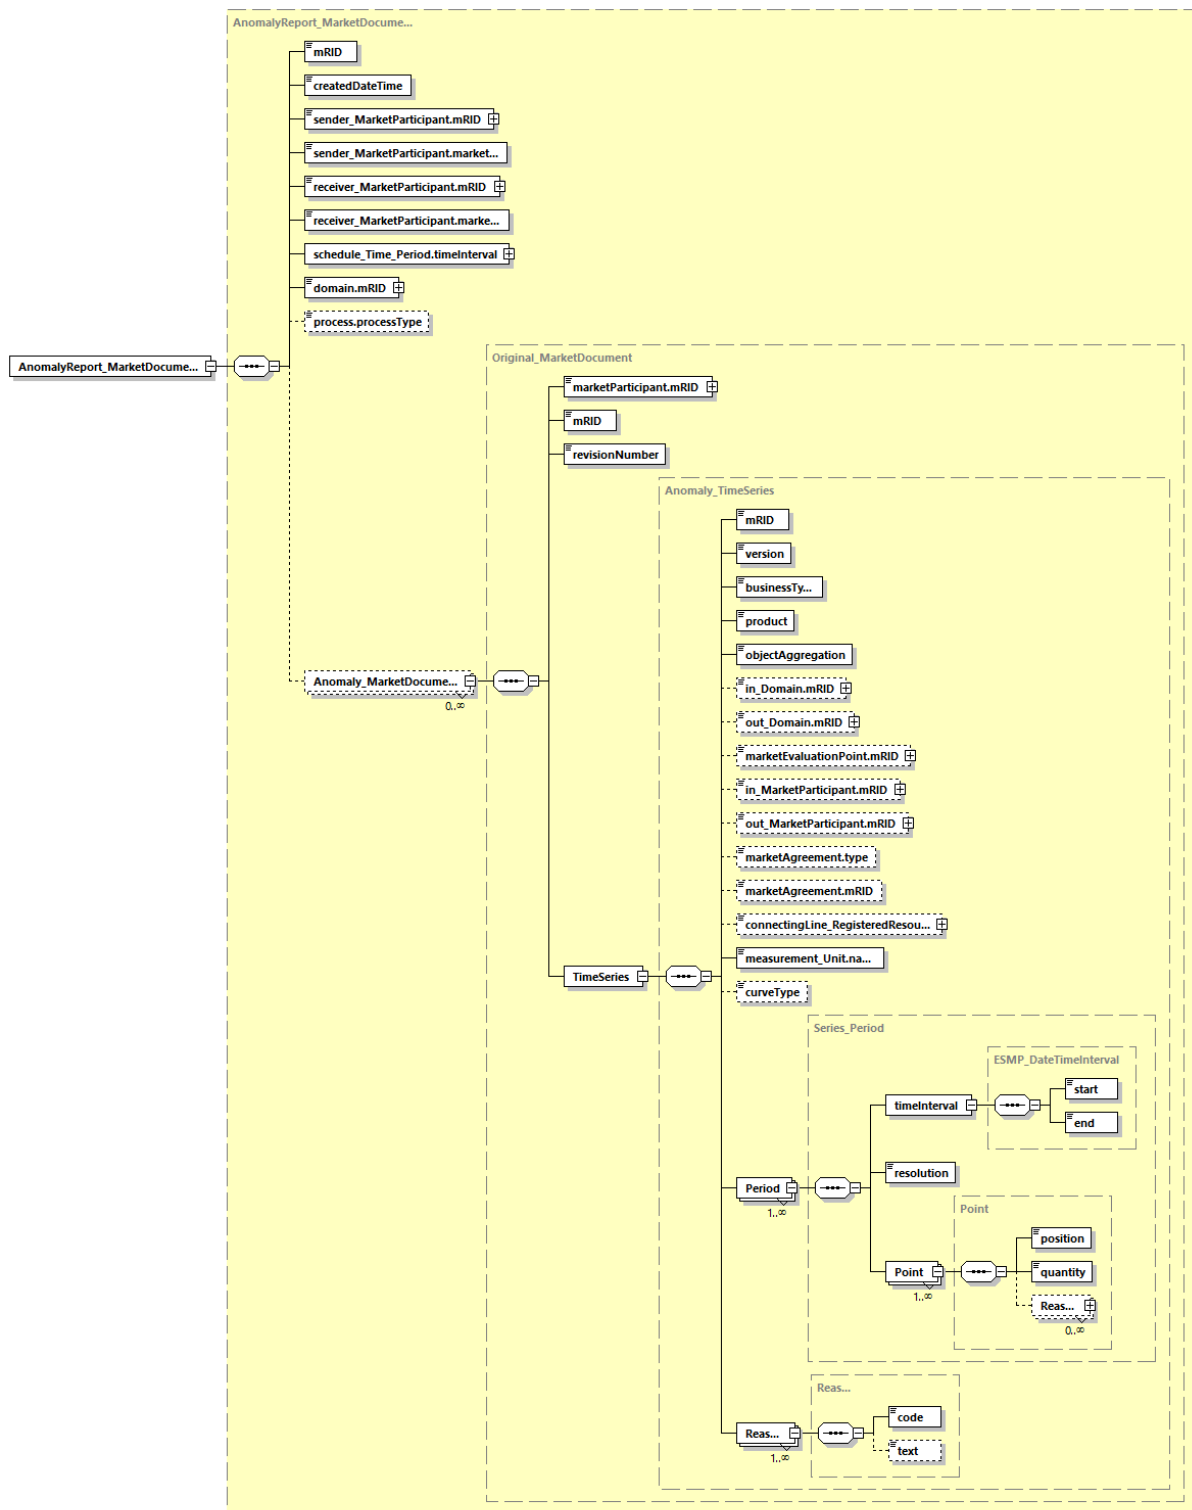 AnomalyReport_MarketDocume...
mRID
createdDateTime
sender_MarketParticipant.mRID
sender_MarketParticipant.market...
receiver_MarketParticipant.mRID
receiver_MarketParticipant.marke...
schedule_Time_Period.timeInterval
domain.mRID
process.processType
AnomalyReport_MarketDocume...
Original_MarketDocument
marketParticipant.mRID
mRID
revisionNumber
Anomaly_TimeSeries
mRID
version
businessTy...
product
objectAggregation
Anomaly_MarketDocume...
0..∞
in_Domain.mRID
out_Domain.mRID
marketEvaluationPoint.mRID
in_MarketParticipant.mRID
out_MarketParticipant.mRID
marketAgreement.type
marketAgreement.mRID
connectingLine_RegisteredResou...
measurement_Unit.na...
TimeSeries
curveType
Series_Period
ESMP_DateTimeInterval
start
timeInterval
end
resolution
Period
1..∞
Point
position
Point
1..∞
quantity
Reas...
0..∞
Reas...
code
Reas...
1..∞
text